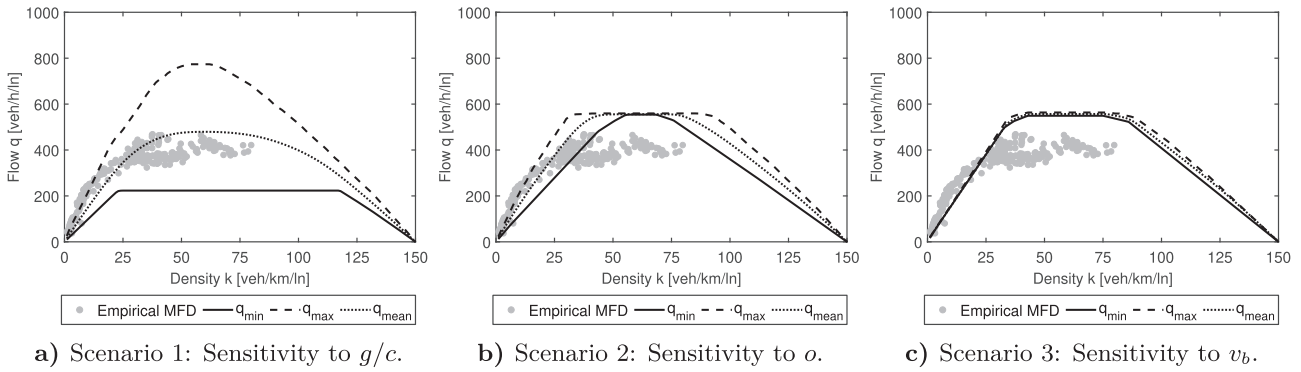 1000
800
600
400
200
0
Flow q [veh/h/ln]
0 25 50 75 100 125 150
Density k [veh/km/ln]
Empirical MFD q_min q_max q_mean
a) Scenario 1: Sensitivity to g/c.
1000
800
600
400
200
0
Flow q [veh/h/ln]
0 25 50 75 100 125 150
Density k [veh/km/ln]
Empirical MFD q_min q_max q_mean
b) Scenario 2: Sensitivity to o.
1000
800
600
400
200
0
Flow q [veh/h/ln]
0 25 50 75 100 125 150
Density k [veh/km/ln]
Empirical MFD q_min q_max q_mean
c) Scenario 3: Sensitivity to v_b.